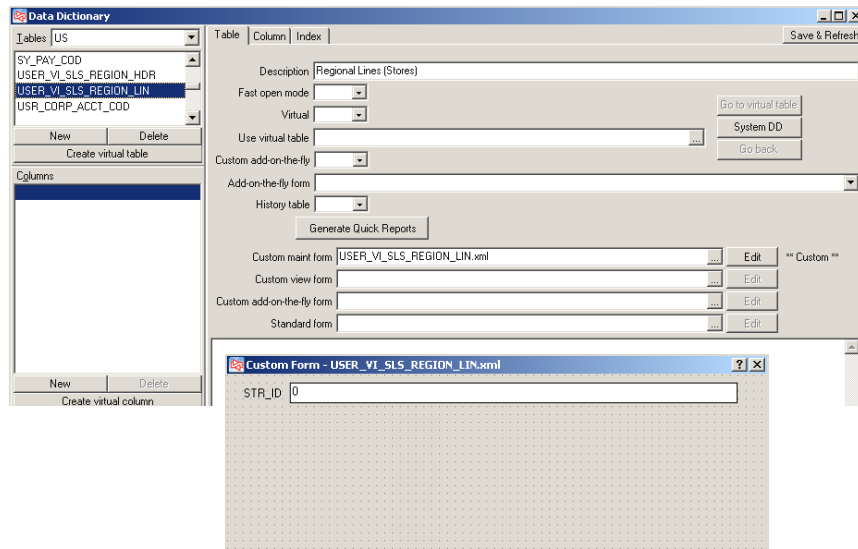 Data Dictionary
Tables US
SY_PAY_COD
USER_VI_SLS_REGION_HDR
USER_VI_SLS_REGION_LIN
USR_CORP_ACCT_COD
New Delete
Create virtual table
Columns
New Delete
Create virtual column
Table Column Index Save & Refresh
Description Regional Lines (Stores)
Fast open mode
Virtual
Go to virtual table
Use virtual table ... System DD
Custom add-on-the-fly Go back
Add-on-the-fly form
History table
Generate Quick Reports
Custom maint form USER_VI_SLS_REGION_LIN.xml ... Edit ** Custom **
Custom view form ... Edit
Custom add-on-the-fly form ... Edit
Standard form ... Edit
Custom Form - USER_VI_SLS_REGION_LIN.xml
STR_ID 0